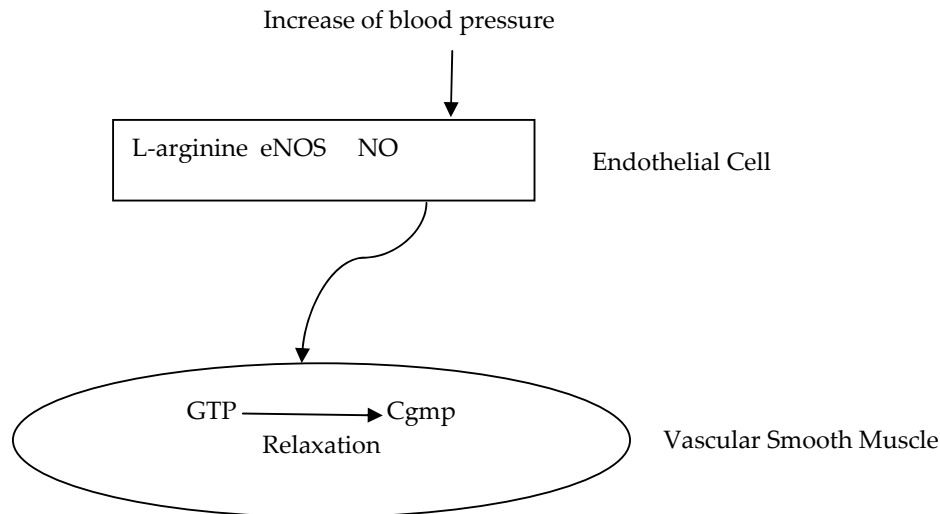 Increase of blood pressure
L-arginine eNOS NO
Endothelial Cell
GTP Cgmp
Relaxation
Vascular Smooth Muscle